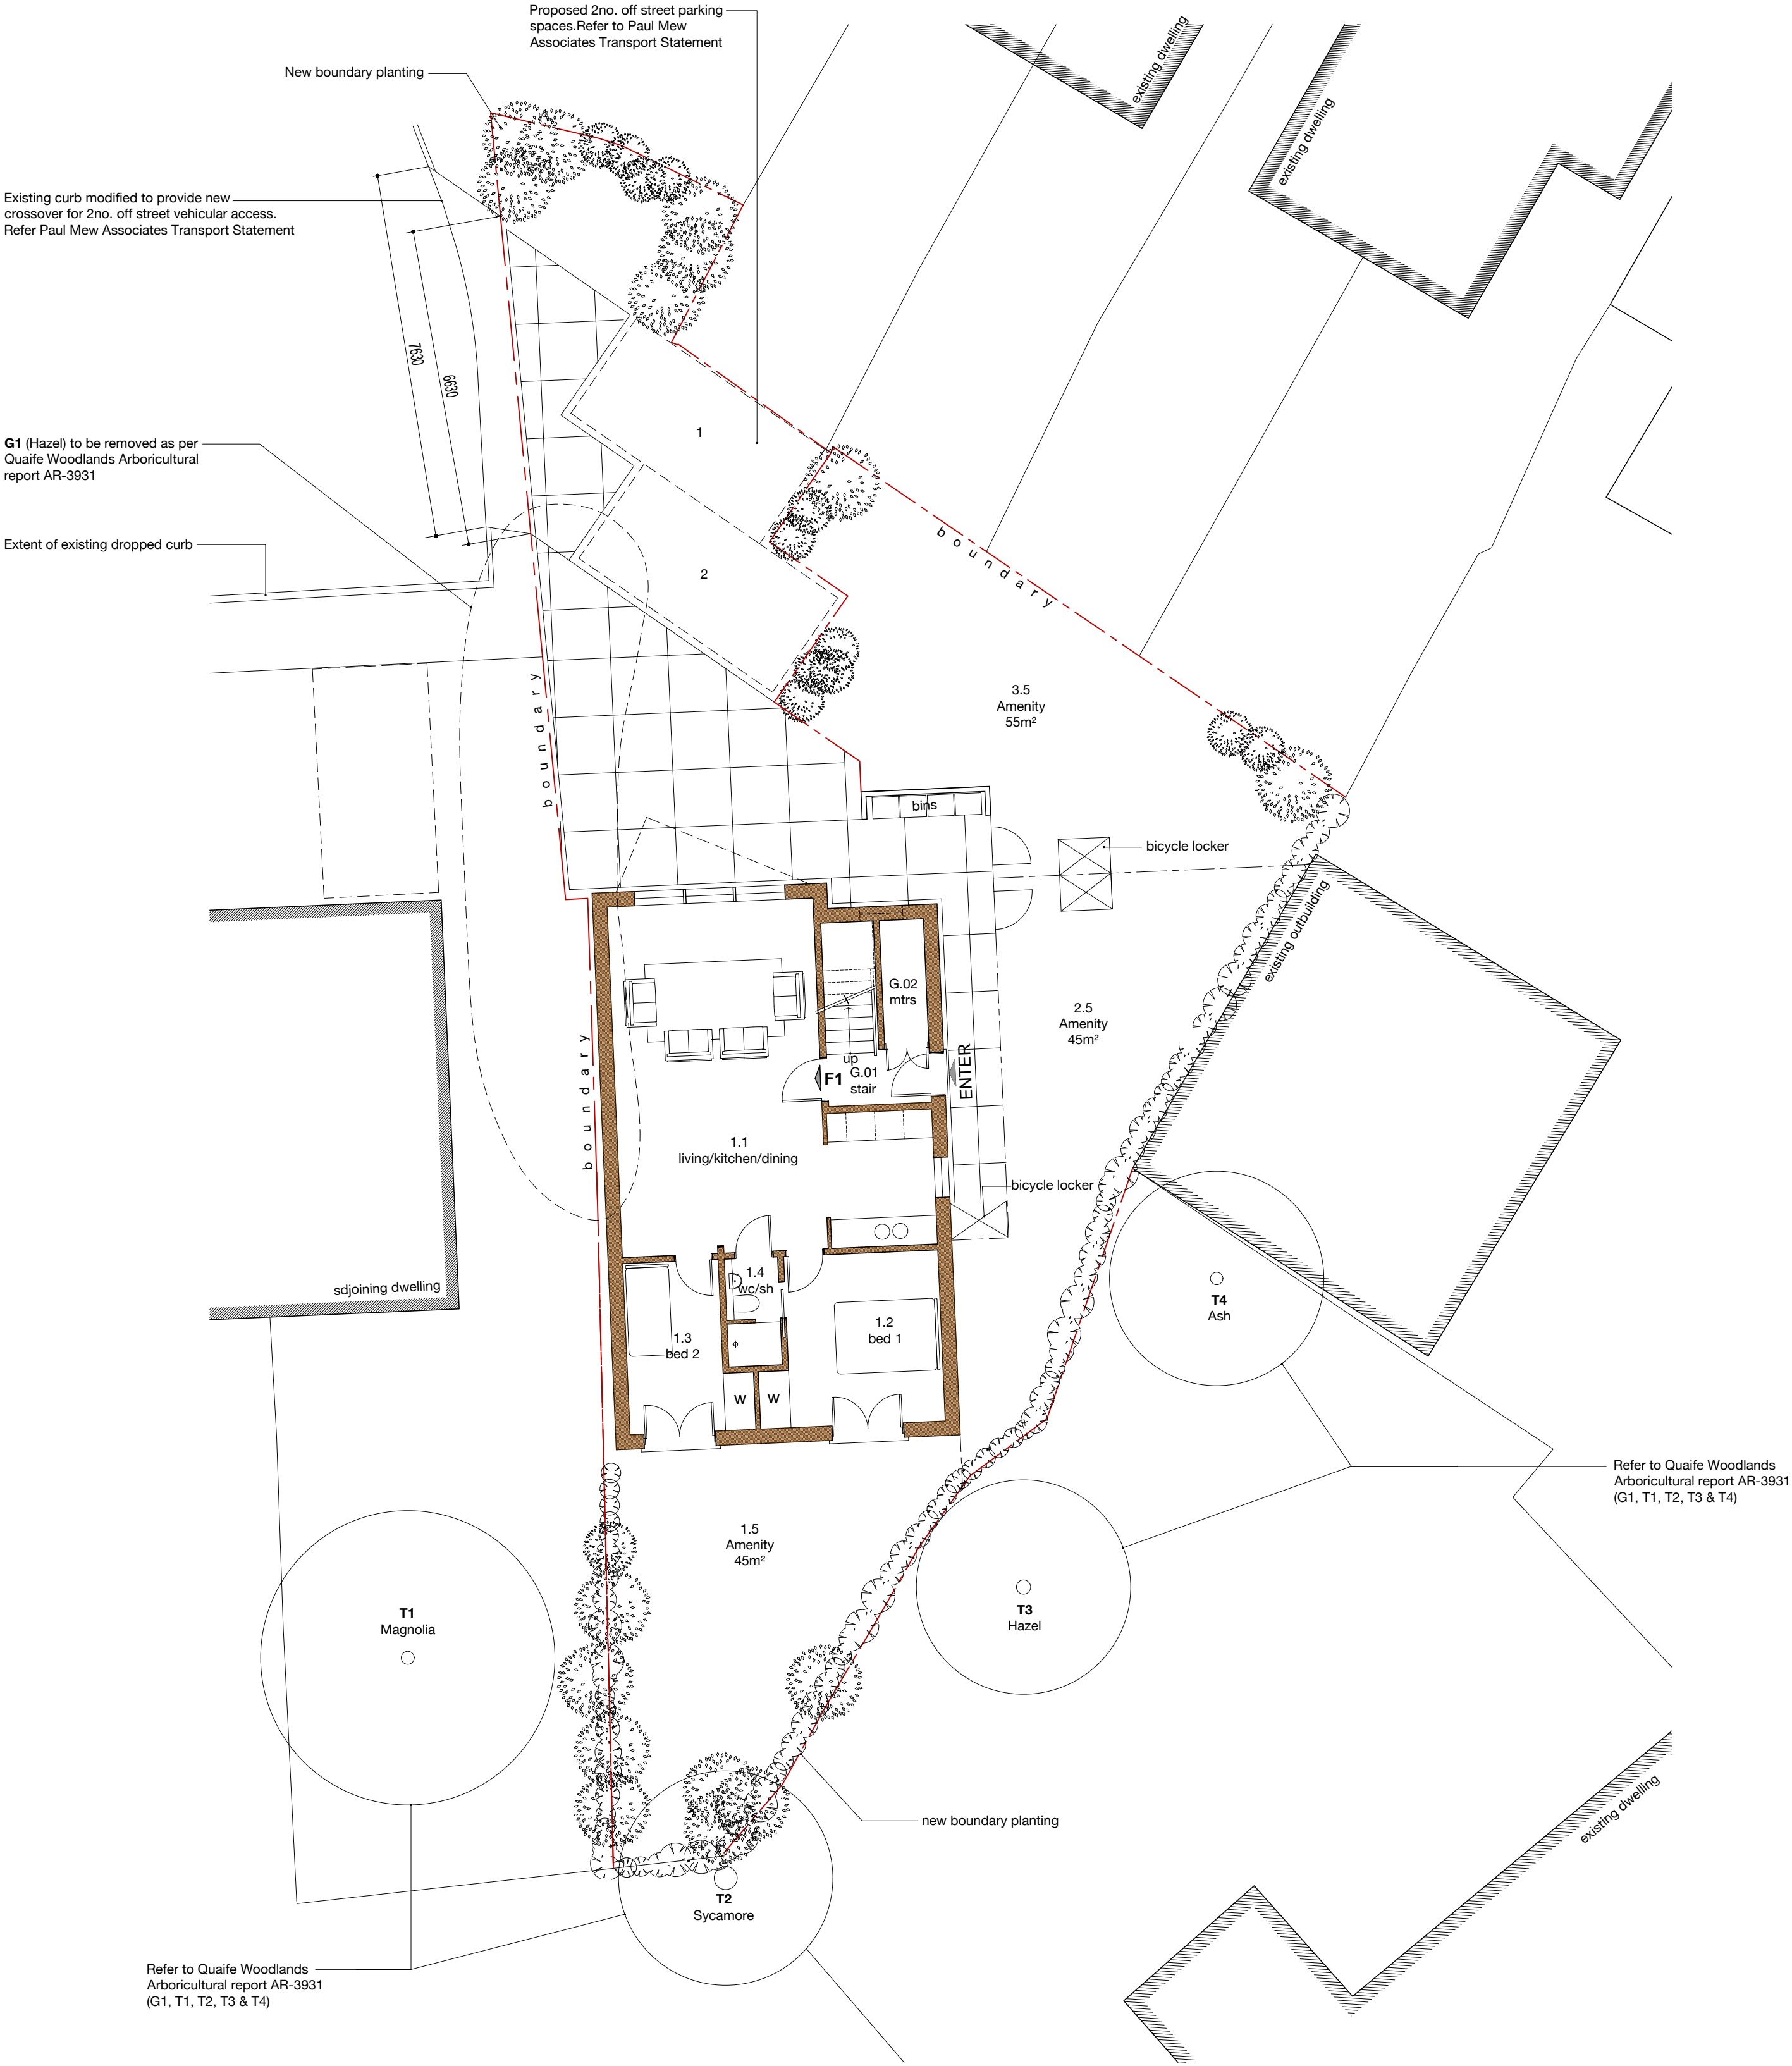 Proposed 2no. off street parking
spaces.Refer to Paul Mew
Associates Transport Statement
New boundary planting
existing dwelling
existing dwelling
Existing curb modified to provide new
crossover for 2no. off street vehicular access.
Refer Paul Mew Associates Transport Statement
7630
6630
1
G1 (Hazel) to be removed as per
Quaife Woodlands Arboricultural
report AR-3931
Extent of existing dropped curb
2
boundary
boundary
3.5
Amenity
55m²
bins
bicycle locker
existing outbuilding
G.02
mtrs
2.5
Amenity
45m²
boundary
up
F1
G.01
stair
ENTER
1.1
living/kitchen/dining
bicycle locker
sdjoining dwelling
1.4
wc/sh
1.3
bed 2
1.2
bed 1
W
W
T4
Ash
Refer to Quaife Woodlands
Arboricultural report AR-3931
(G1, T1, T2, T3 & T4)
1.5
Amenity
45m²
T1
Magnolia
T3
Hazel
new boundary planting
existing dwelling
T2
Sycamore
Refer to Quaife Woodlands
Arboricultural report AR-3931
(G1, T1, T2, T3 & T4)